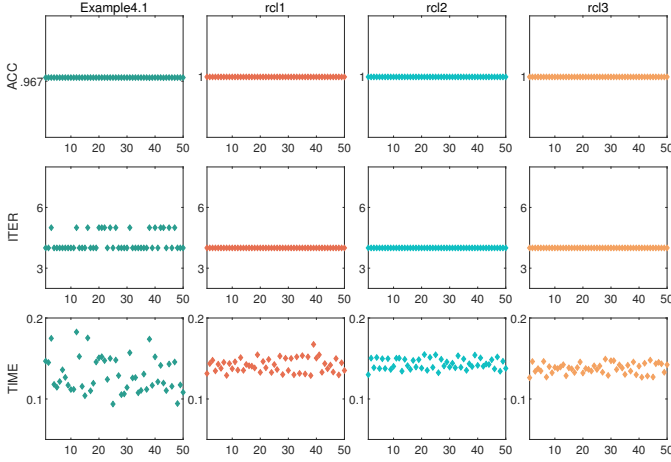 Example4.1 rcl1 rcl2 rcl3
ACC
.967 1 1 1
10 20 30 40 50 10 20 30 40 50 10 20 30 40 50 10 20 30 40 50
ITER
6 6 6 6
3 3 3 3
10 20 30 40 50 10 20 30 40 50 10 20 30 40 50 10 20 30 40 50
TIME
0.2 0.2 0.2 0.2
0.1 0.1 0.1 0.1
10 20 30 40 50 10 20 30 40 50 10 20 30 40 50 10 20 30 40 50